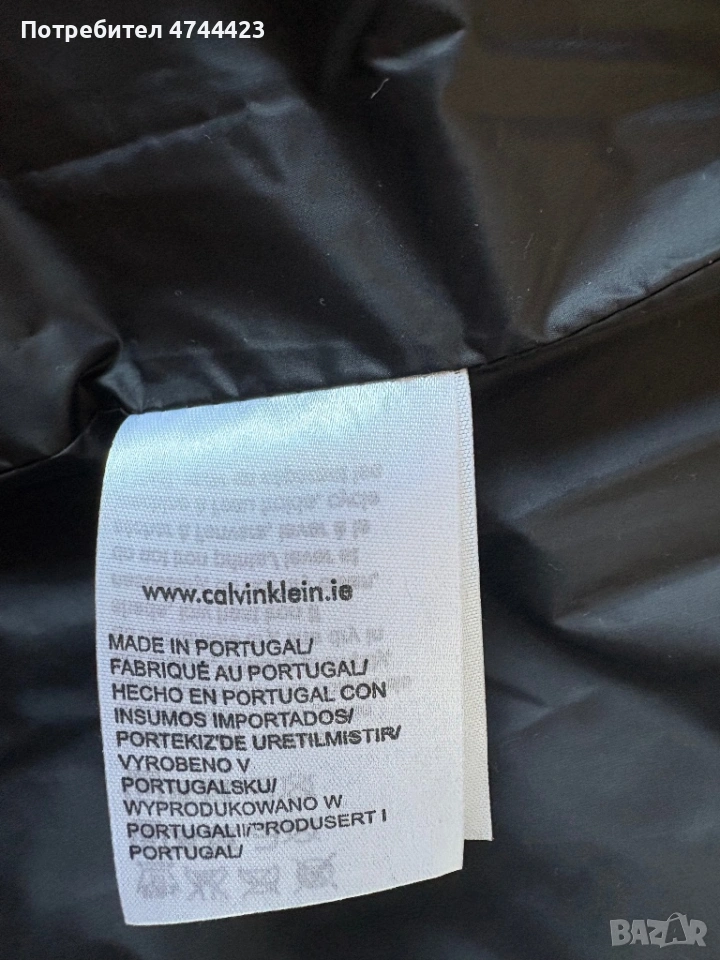 Потребител 4744423
www.calvinklein.ie
MADE IN PORTUGAL/
FABRIQUÉ AU PORTUGAL/
HECHO EN PORTUGAL CON
INSUMOS IMPORTADOS/
PORTEKIZ'DE URETILMISTIR/
VYROBENO V
PORTUGALSKU/
WYPRODUKOWANO W
PORTUGALII/PRODUSERT I
PORTUGAL/
BAZAR